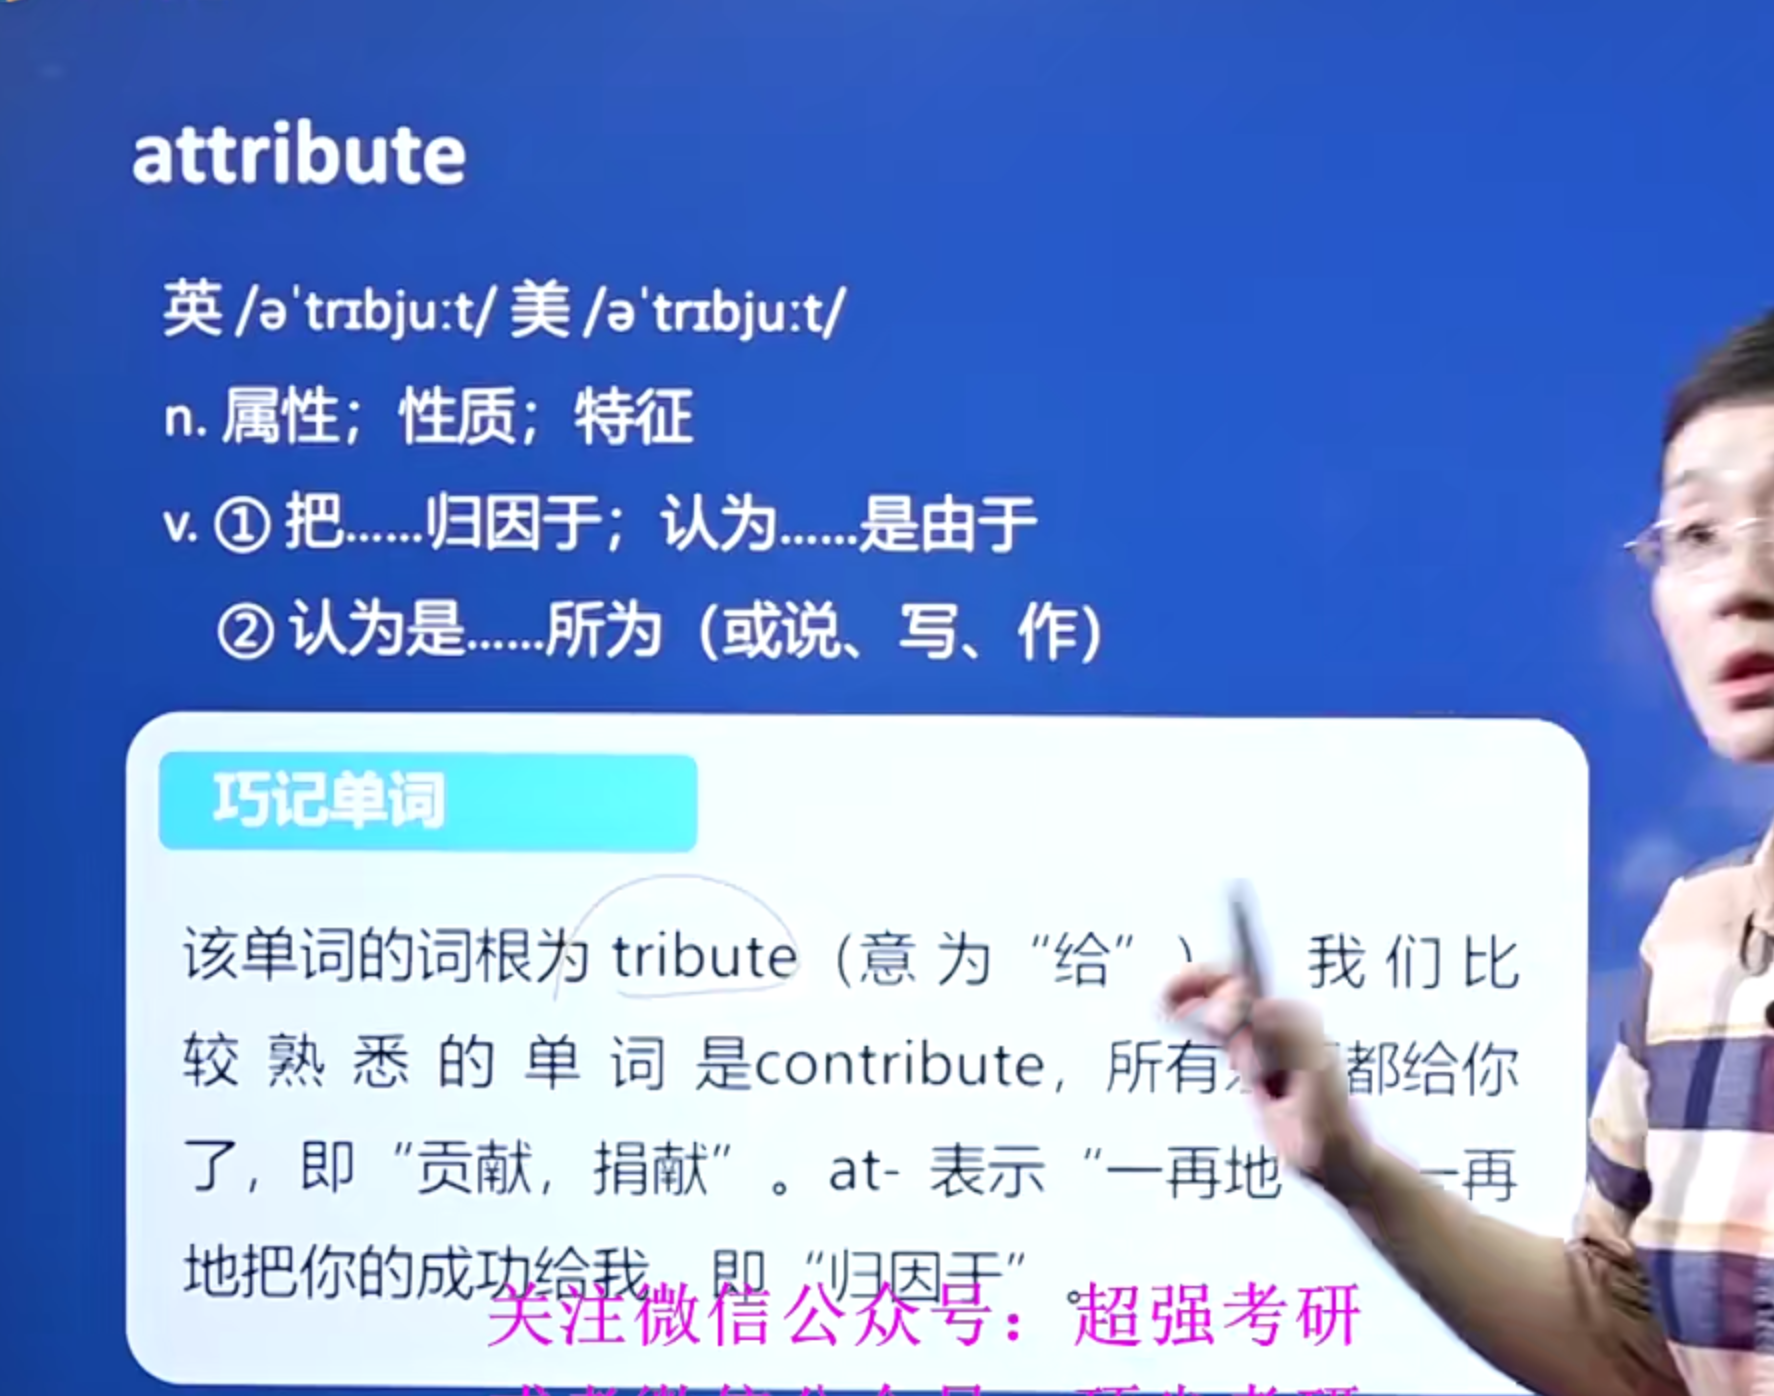 attribute
英 /əˈtrɪbjuːt/ 美 /əˈtrɪbjuːt/
n. 属性；性质；特征
v. ① 把……归因于；认为……是由于
② 认为是……所为（或说、写、作）
巧记单词
该单词的词根为 tribute（意为“给”） 我们比
较熟悉的单词是contribute，所有 都给你
了，即“贡献，捐献”。at- 表示“一再地 一再
地把你的成功给我，即“归因于”。
关注微信公众号：超强考研